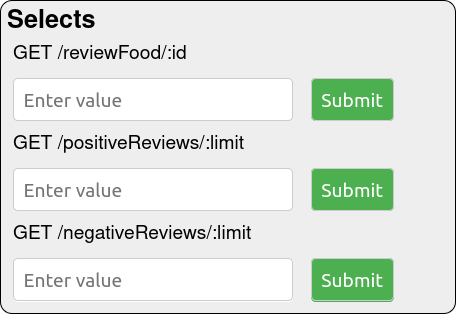 Selects
GET /reviewFood/:id
Enter value Submit
GET /positiveReviews/:limit
Enter value Submit
GET /negativeReviews/:limit
Enter value Submit